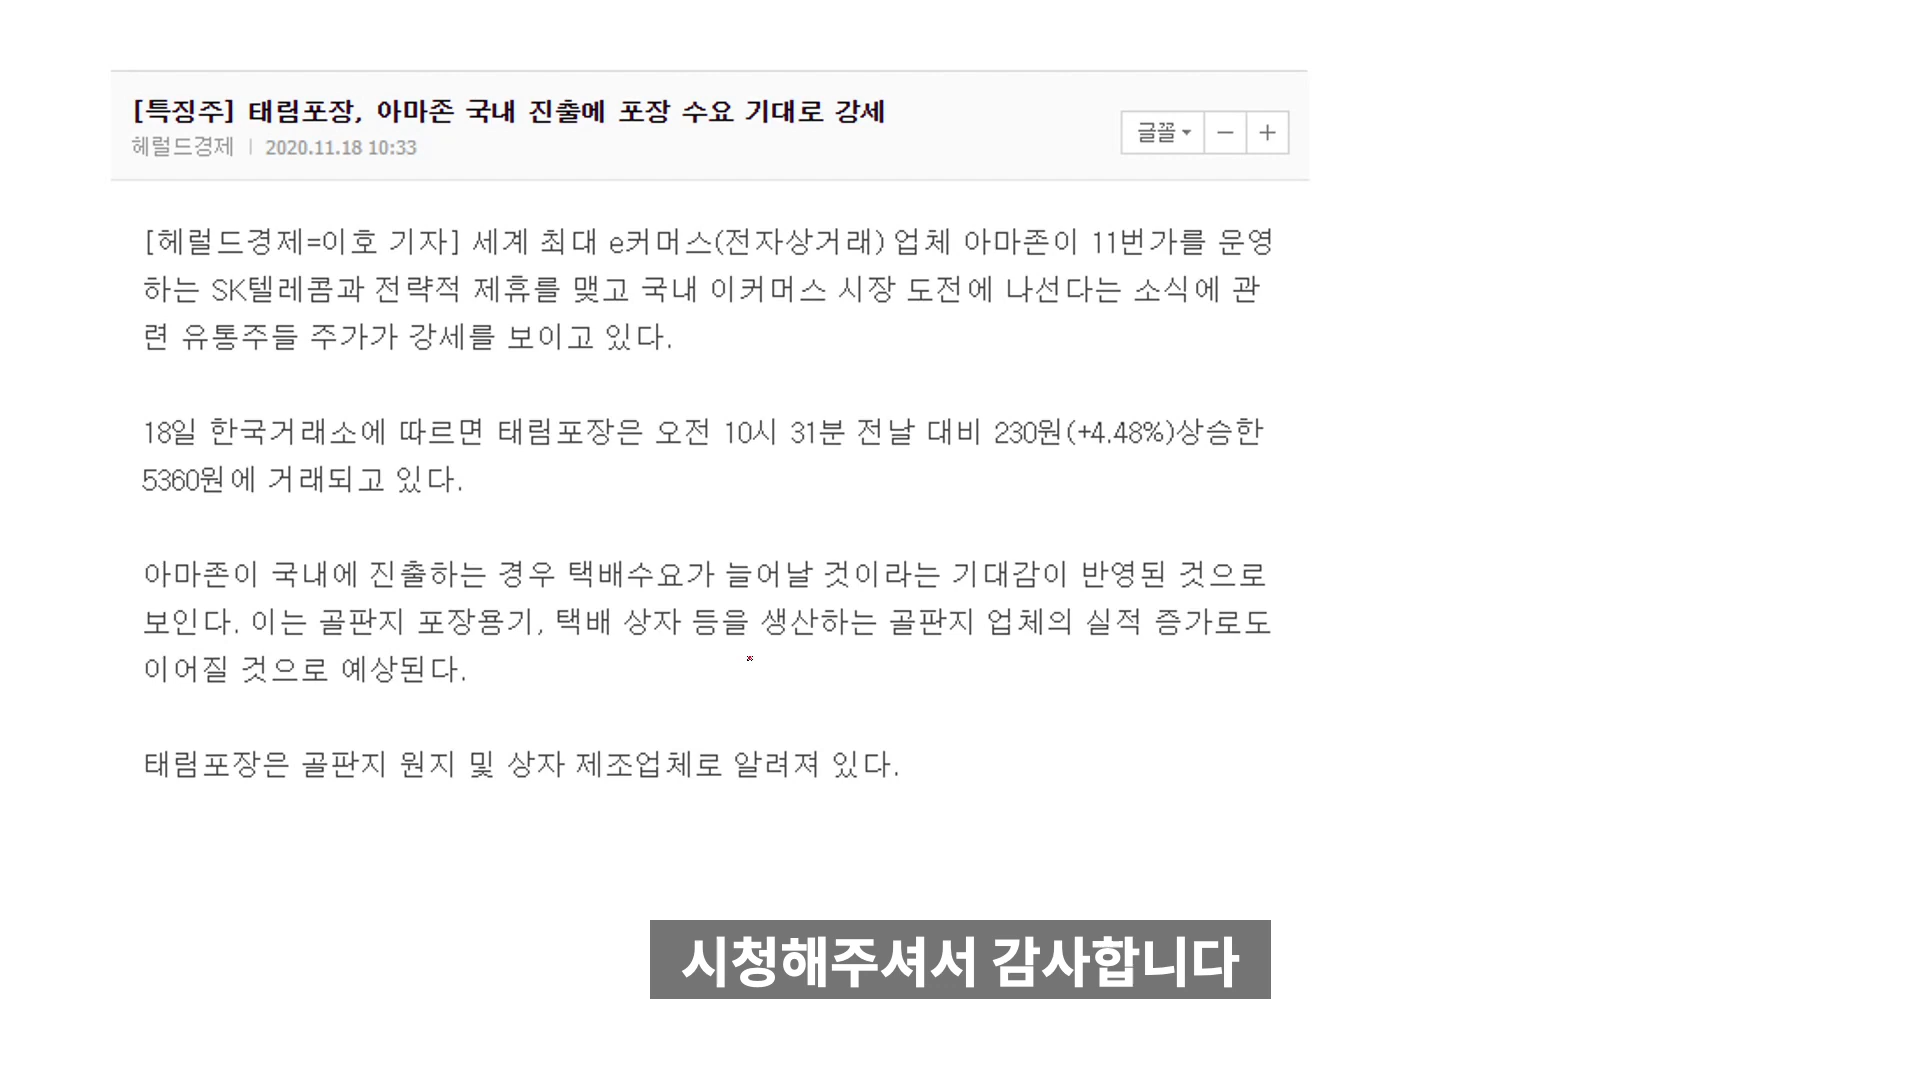 [특징주] 태림포장, 아마존 국내 진출에 포장 수요 기대로 강세
헤럴드경제 | 2020.11.18 10:33
글꼴 - +
[헤럴드경제=이호 기자] 세계 최대 e커머스(전자상거래) 업체 아마존이 11번가를 운영
하는 SK텔레콤과 전략적 제휴를 맺고 국내 이커머스 시장 도전에 나선다는 소식에 관
련 유통주들 주가가 강세를 보이고 있다.
18일 한국거래소에 따르면 태림포장은 오전 10시 31분 전날 대비 230원(+4.48%)상승한
5360원에 거래되고 있다.
아마존이 국내에 진출하는 경우 택배수요가 늘어날 것이라는 기대감이 반영된 것으로
보인다. 이는 골판지 포장용기, 택배 상자 등을 생산하는 골판지 업체의 실적 증가로도
이어질 것으로 예상된다.
태림포장은 골판지 원지 및 상자 제조업체로 알려져 있다.
시청해주셔서 감사합니다